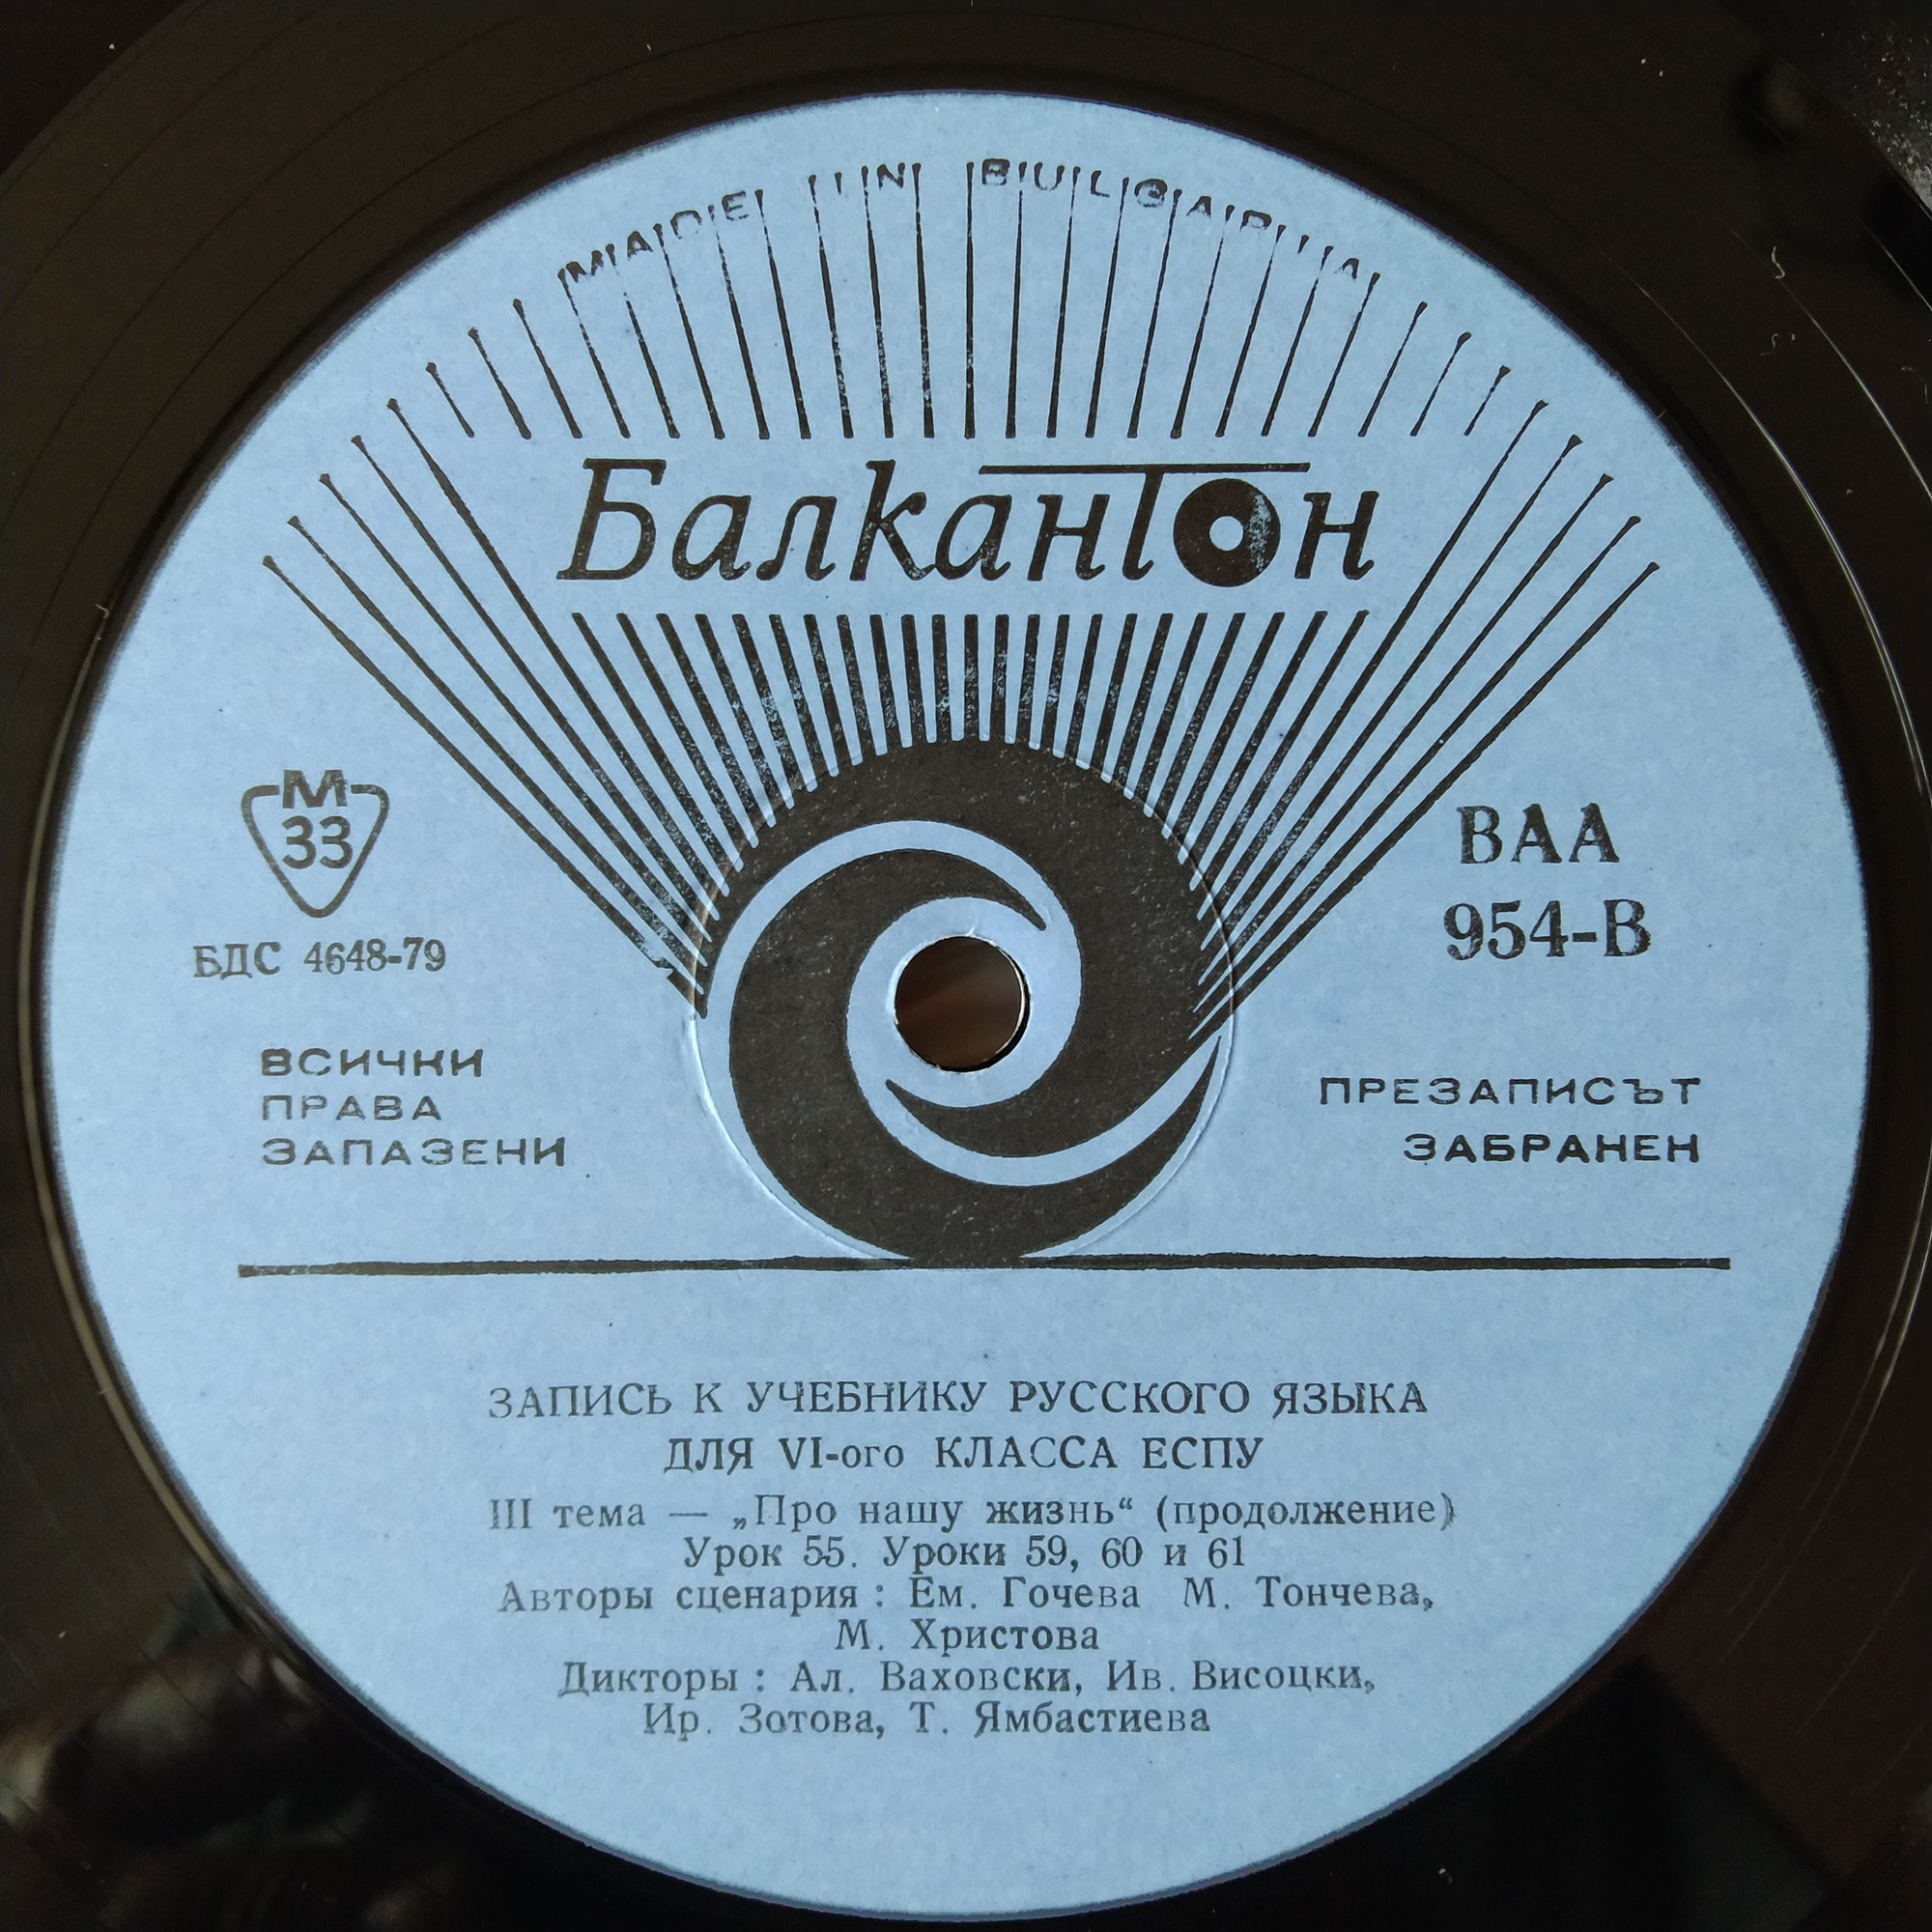 MADE IN BULGARIA
Балкантон
М
33
БДС 4648-79
ВАА
954-В
ВСИЧКИ
ПРАВА
ЗАПАЗЕНИ
ПРЕЗАПИСЪТ
ЗАБРАНЕН
ЗАПИСЬ К УЧЕБНИКУ РУССКОГО ЯЗЫКА
ДЛЯ VI-ого КЛАССА ЕСПУ
III тема — „Про нашу жизнь“ (продолжение)
Урок 55. Уроки 59, 60 и 61
Авторы сценария : Ем. Гочева М. Тончева,
М. Христова
Дикторы : Ал. Ваховски, Ив. Висоцки,
Ир. Зотова, Т. Ямбастиева